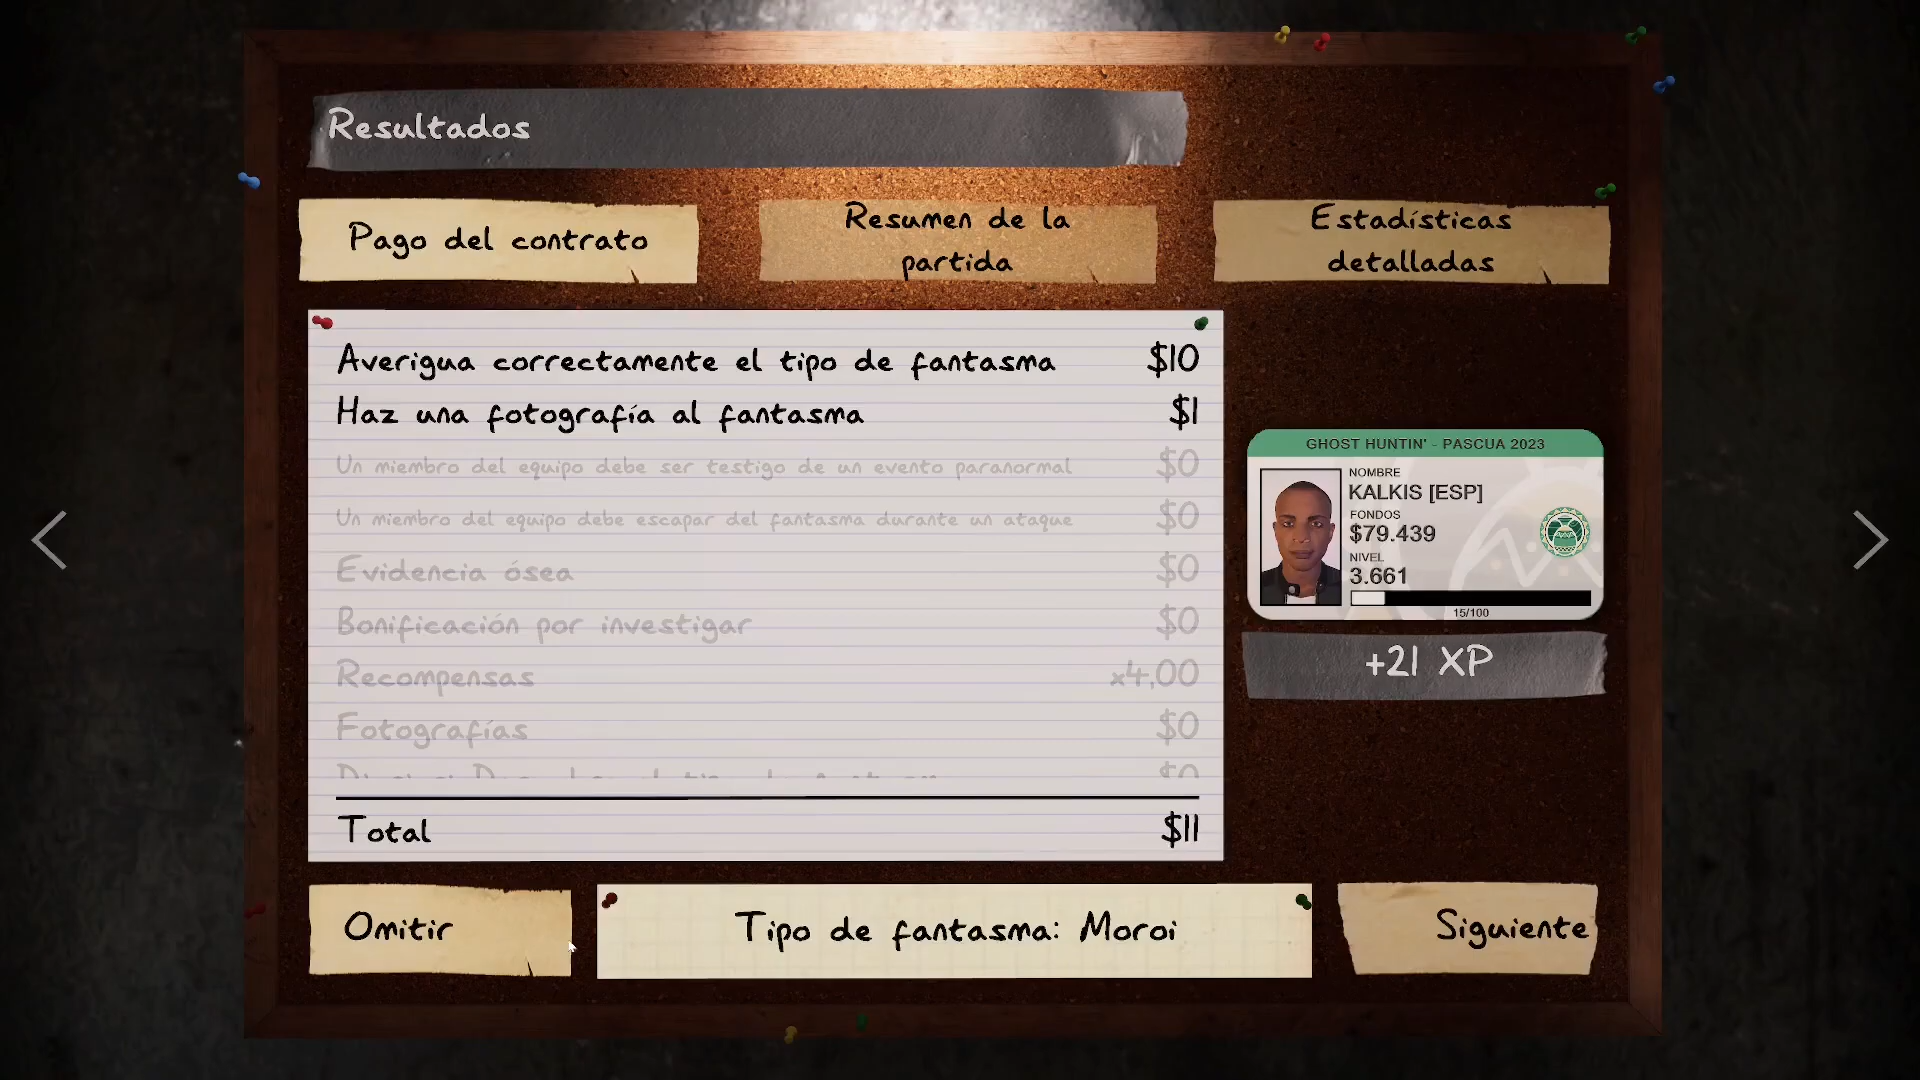 Resultados
Pago del contrato
Resumen de la
partida
Estadísticas
detalladas
Averigua correctamente el tipo de fantasma $10
Haz una fotografía al fantasma $1
Un miembro del equipo debe ser testigo de un evento paranormal $0
Un miembro del equipo debe escapar del fantasma durante un ataque $0
Evidencia ósea $0
Bonificación por investigar $0
Recompensas x4,00
Fotografías $0
$0
Total $11
GHOST HUNTIN' - PASCUA 2023
NOMBRE
KALKIS [ESP]
FONDOS
$79.439
NIVEL
3.661
15/100
+21 XP
Omitir
Tipo de fantasma: Moroi
Siguiente